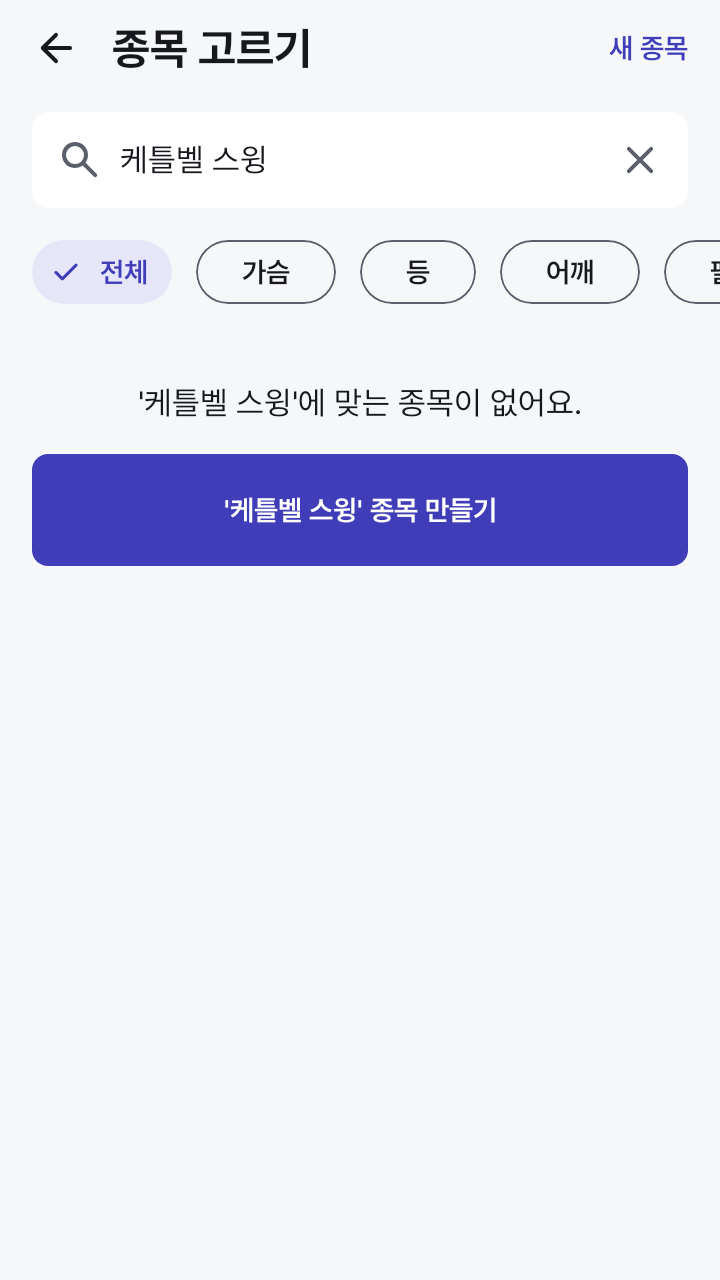 종목 고르기
새 종목
케틀벨 스윙
전체
가슴
등
어깨
'케틀벨 스윙'에 맞는 종목이 없어요.
'케틀벨 스윙' 종목 만들기